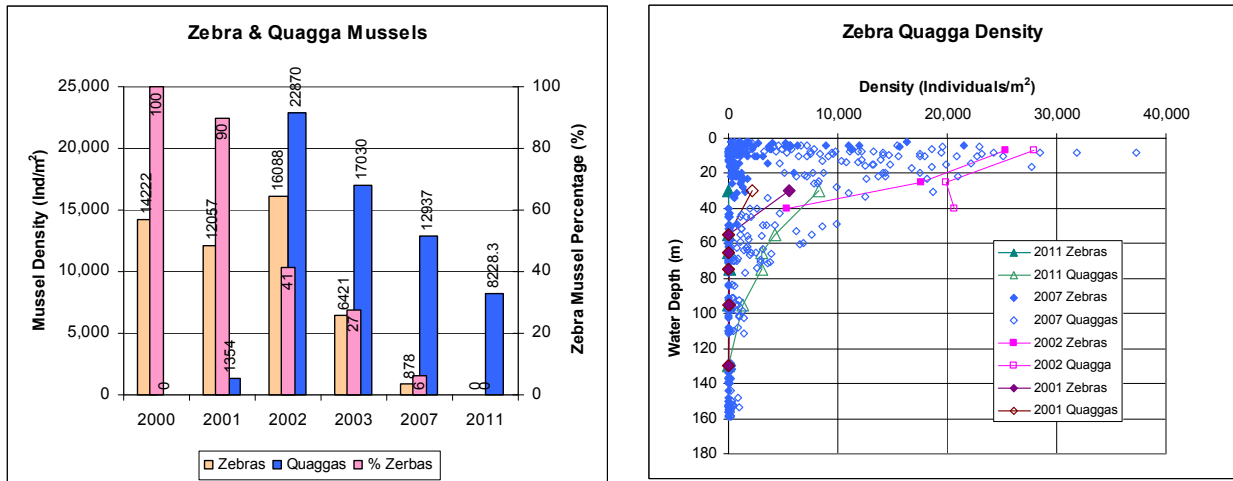 Zebra & Quagga Mussels
Mussel Density (Ind/m²)
Zebra Mussel Percentage (%)
25,000
20,000
15,000
10,000
5,000
0
100
80
60
40
20
0
14222
100
0
12057
90
1354
16088
41
22870
6421
27
17030
878
6
12937
0
0
8228.3
2000 2001 2002 2003 2007 2011
Zebras Quaggas % Zerbas
Zebra Quagga Density
Density (Individuals/m²)
0 10,000 20,000 30,000 40,000
Water Depth (m)
0
20
40
60
80
100
120
140
160
180
2011 Zebras
2011 Quaggas
2007 Zebras
2007 Quaggas
2002 Zebras
2002 Quagga
2001 Zebras
2001 Quaggas